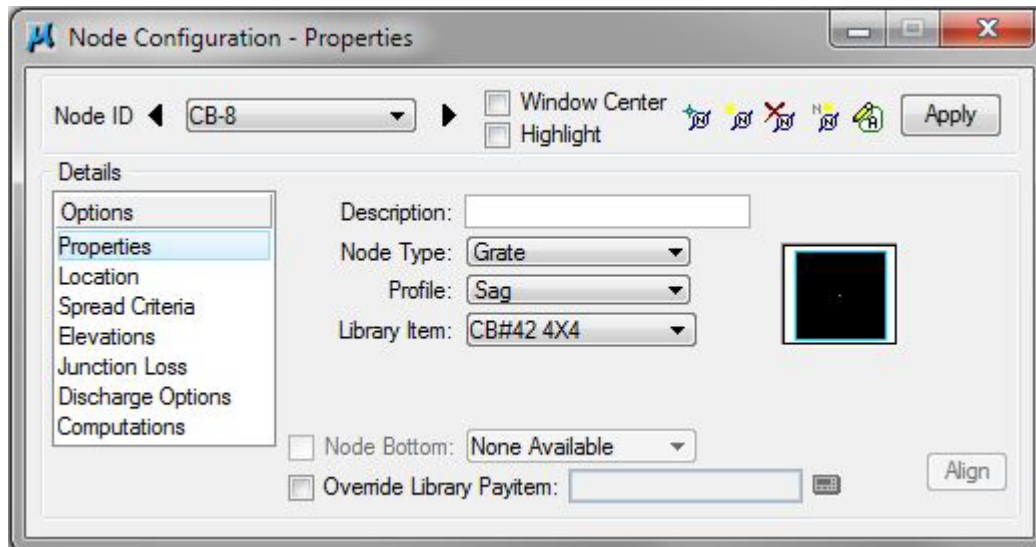 Node Configuration - Properties
Node ID CB-8
Window Center
Highlight
Apply
Details
Options
Properties
Location
Spread Criteria
Elevations
Junction Loss
Discharge Options
Computations
Description:
Node Type: Grate
Profile: Sag
Library Item: CB#42 4X4
Node Bottom: None Available
Override Library Payitem:
Align